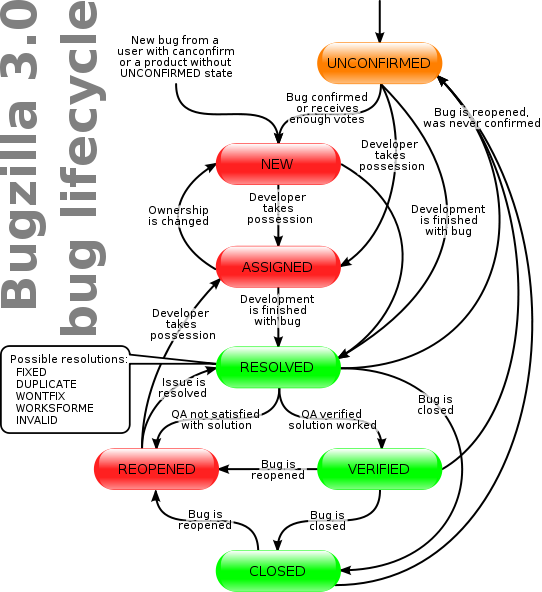 Bugzilla 3.0
bug lifecycle
New bug from a
user with canconfirm
or a product without
UNCONFIRMED state
UNCONFIRMED
Bug confirmed
or receives
enough votes
Bug is reopened,
was never confirmed
Developer
takes
possession
NEW
Developer
takes
possession
Ownership
is changed
Development
is finished
with bug
ASSIGNED
Development
is finished
with bug
Developer
takes
possession
Possible resolutions:
FIXED
DUPLICATE
WONTFIX
WORKSFORME
INVALID
RESOLVED
Issue is
resolved
Bug is
closed
QA not satisfied
with solution
QA verified
solution worked
REOPENED
Bug is
reopened
VERIFIED
Bug is
reopened
Bug is
closed
CLOSED